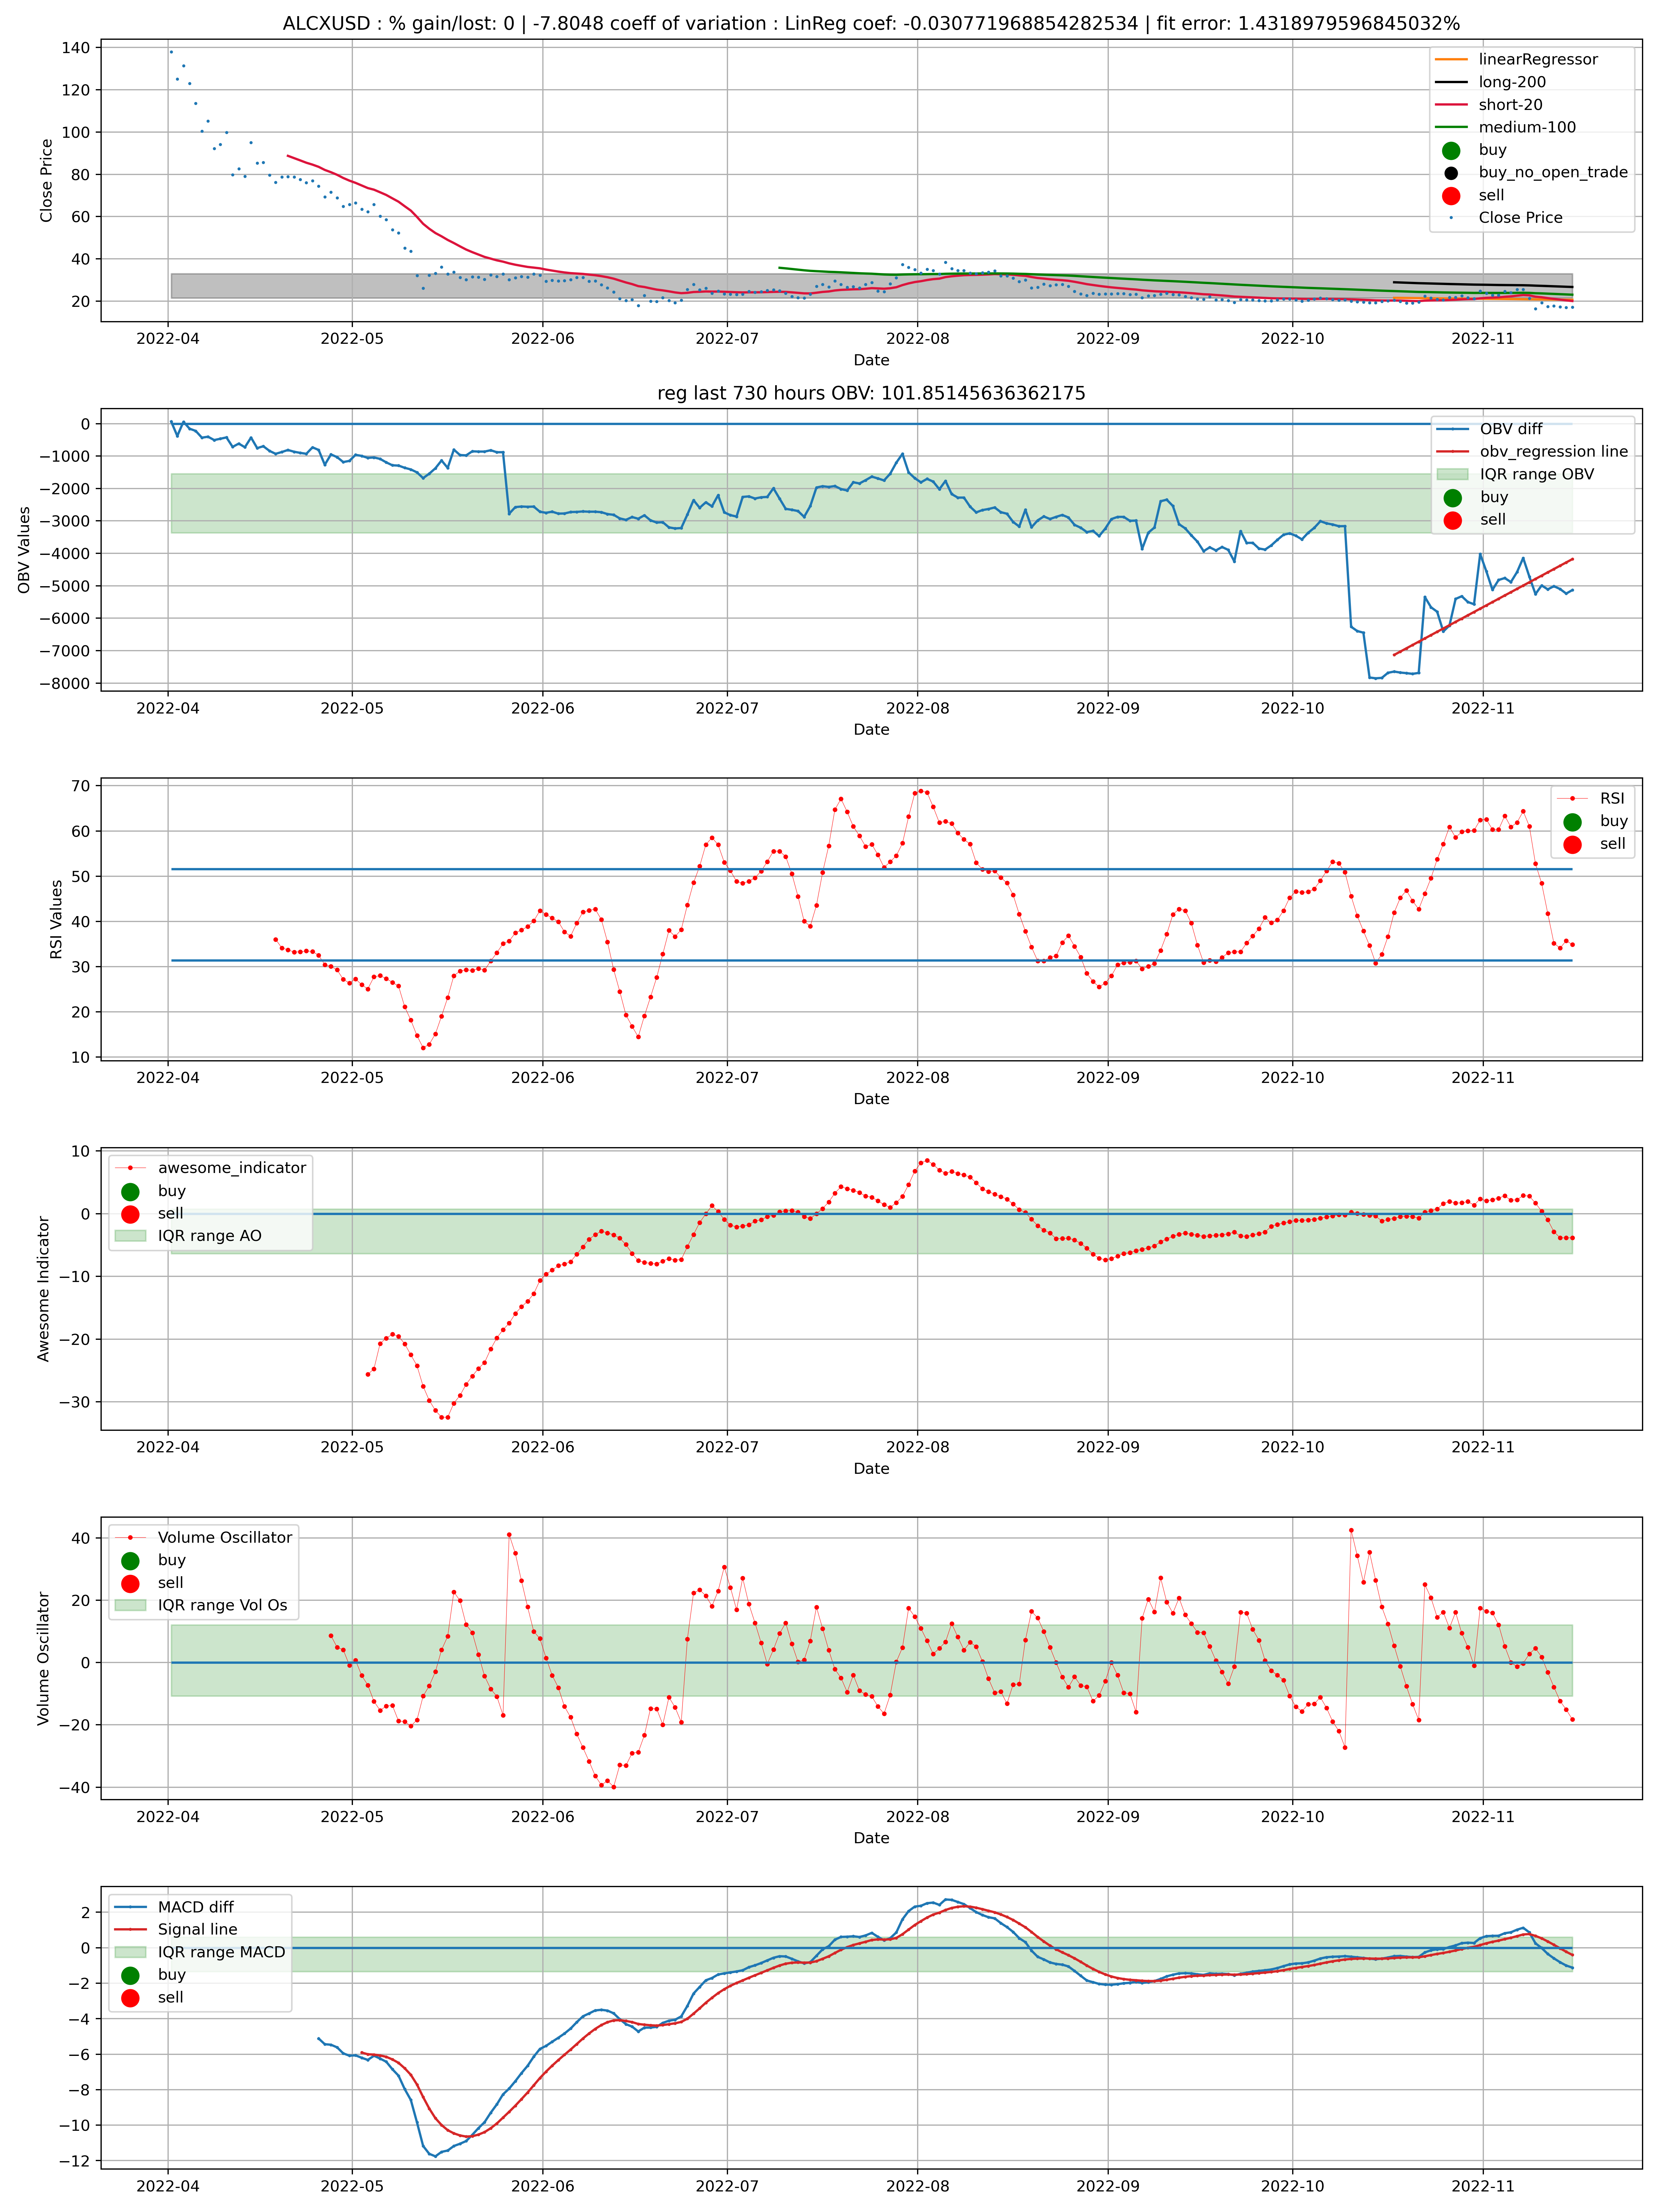 ALCXUSD : % gain/lost: 0 | -7.8048 coeff of variation : LinReg coef: -0.030771968854282534 | fit error: 1.4318979596845032%
140
120
100
80
60
40
20
Close Price
linearRegressor
long-200
short-20
medium-100
buy
buy_no_open_trade
sell
Close Price
2022-04 2022-05 2022-06 2022-07 2022-08 2022-09 2022-10 2022-11
Date
reg last 730 hours OBV: 101.85145636362175
0
−1000
−2000
−3000
−4000
−5000
−6000
−7000
−8000
OBV Values
OBV diff
obv_regression line
IQR range OBV
buy
sell
2022-04 2022-05 2022-06 2022-07 2022-08 2022-09 2022-10 2022-11
Date
70
60
50
40
30
20
10
RSI Values
RSI
buy
sell
2022-04 2022-05 2022-06 2022-07 2022-08 2022-09 2022-10 2022-11
Date
10
0
−10
−20
−30
Awesome Indicator
awesome_indicator
buy
sell
IQR range AO
2022-04 2022-05 2022-06 2022-07 2022-08 2022-09 2022-10 2022-11
Date
40
20
0
−20
−40
Volume Oscillator
Volume Oscillator
buy
sell
IQR range Vol Os
2022-04 2022-05 2022-06 2022-07 2022-08 2022-09 2022-10 2022-11
Date
2
0
−2
−4
−6
−8
−10
−12
MACD diff
Signal line
IQR range MACD
buy
sell
2022-04 2022-05 2022-06 2022-07 2022-08 2022-09 2022-10 2022-11